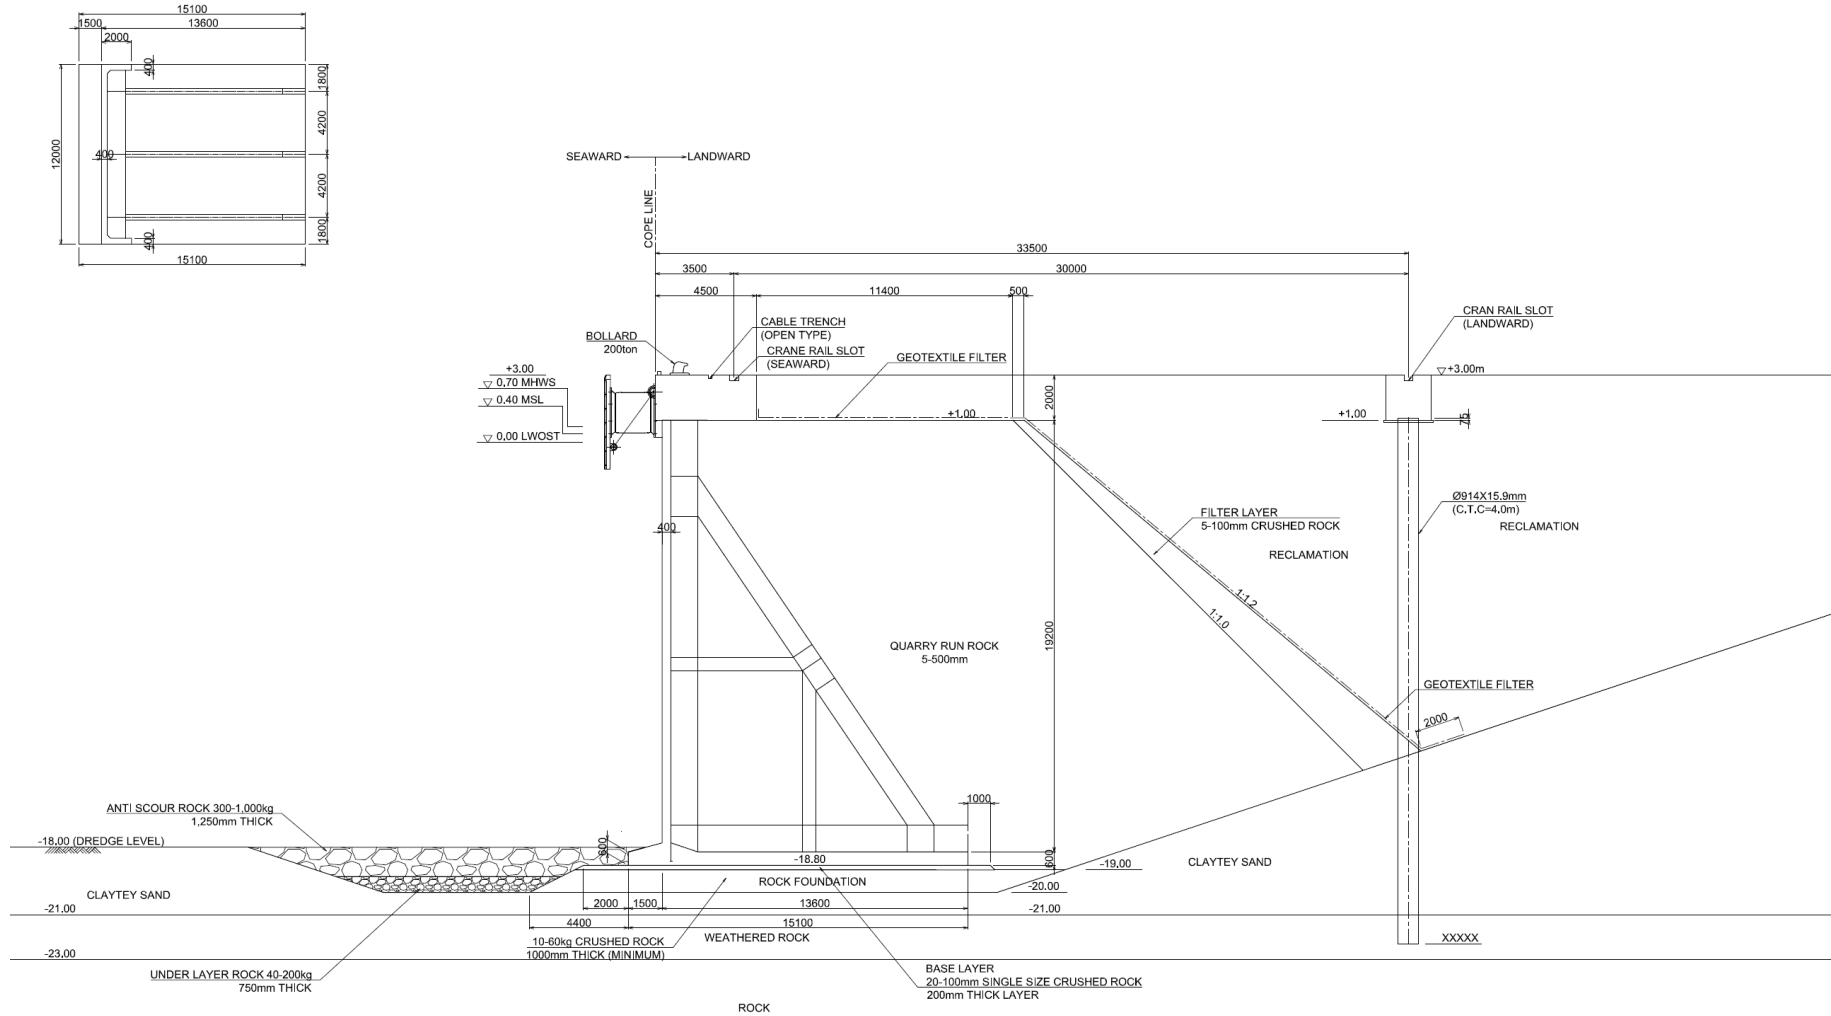 15100
1500
13600
2000
400
1800
4200
12000
400
4200
400
1800
15100
SEAWARD
LANDWARD
COPE LINE
33500
3500
30000
4500
11400
500
CABLE TRENCH
(OPEN TYPE)
CRANE RAIL SLOT
(SEAWARD)
BOLLARD
200ton
GEOTEXTILE FILTER
CRAN RAIL SLOT
(LANDWARD)
+3.00
0,70 MHWS
0.40 MSL
0,00 LWOST
2000
+1.00
+3.00m
+1.00
75
400
FILTER LAYER
5-100mm CRUSHED ROCK
Ø914X15.9mm
(C.T.C=4.0m)
RECLAMATION
RECLAMATION
1:1.2
1:1.0
19200
QUARRY RUN ROCK
5-500mm
GEOTEXTILE FILTER
2000
1000
ANTI SCOUR ROCK 300-1,000kg
1,250mm THICK
-18.00 (DREDGE LEVEL)
600
-18.80
600
-19.00
CLAYTEY SAND
ROCK FOUNDATION
-20.00
CLAYTEY SAND
-21.00
2000
1500
13600
-21.00
4400
15100
10-60kg CRUSHED ROCK
1000mm THICK (MINIMUM)
WEATHERED ROCK
XXXXX
-23.00
UNDER LAYER ROCK 40-200kg
750mm THICK
BASE LAYER
20-100mm SINGLE SIZE CRUSHED ROCK
200mm THICK LAYER
ROCK